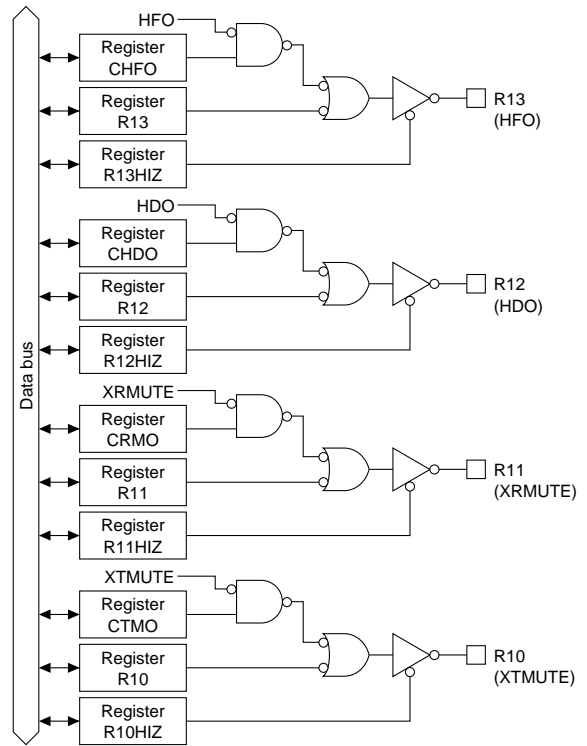 HFO
Register
CHFO
Register
R13
Register
R13HIZ
R13
(HFO)
HDO
Register
CHDO
Register
R12
Register
R12HIZ
R12
(HDO)
Data bus
XRMUTE
Register
CRMO
Register
R11
Register
R11HIZ
R11
(XRMUTE)
XTMUTE
Register
CTMO
Register
R10
Register
R10HIZ
R10
(XTMUTE)